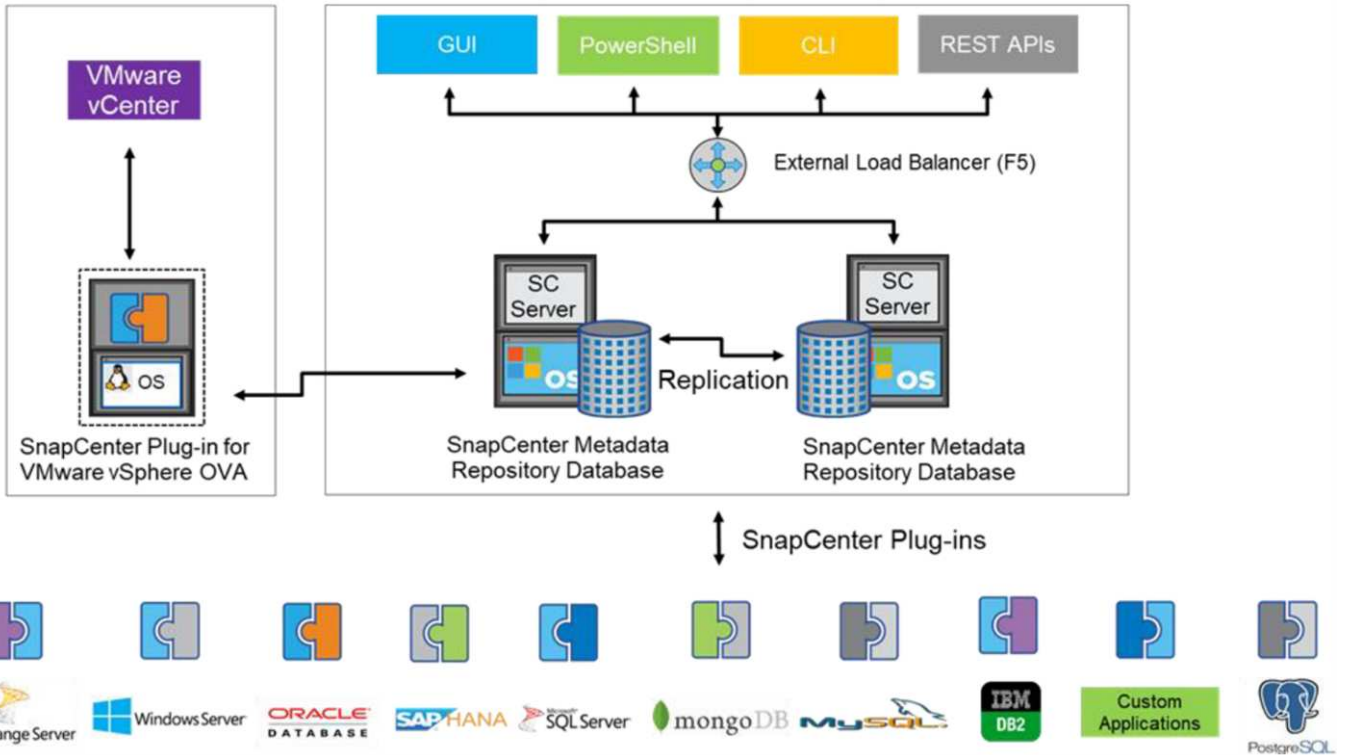 VMware
vCenter
GUI
PowerShell
CLI
REST APIs
External Load Balancer (F5)
SC
Server
SC
Server
OS
OS
OS
Replication
SnapCenter Plug-in for
VMware vSphere OVA
SnapCenter Metadata
Repository Database
SnapCenter Metadata
Repository Database
SnapCenter Plug-ins
ange Server
Windows Server
ORACLE
DATABASE
SAP HANA
Microsoft
SQL Server
mongoDB
MySQL
IBM
DB2
Custom
Applications
PostgreSQL